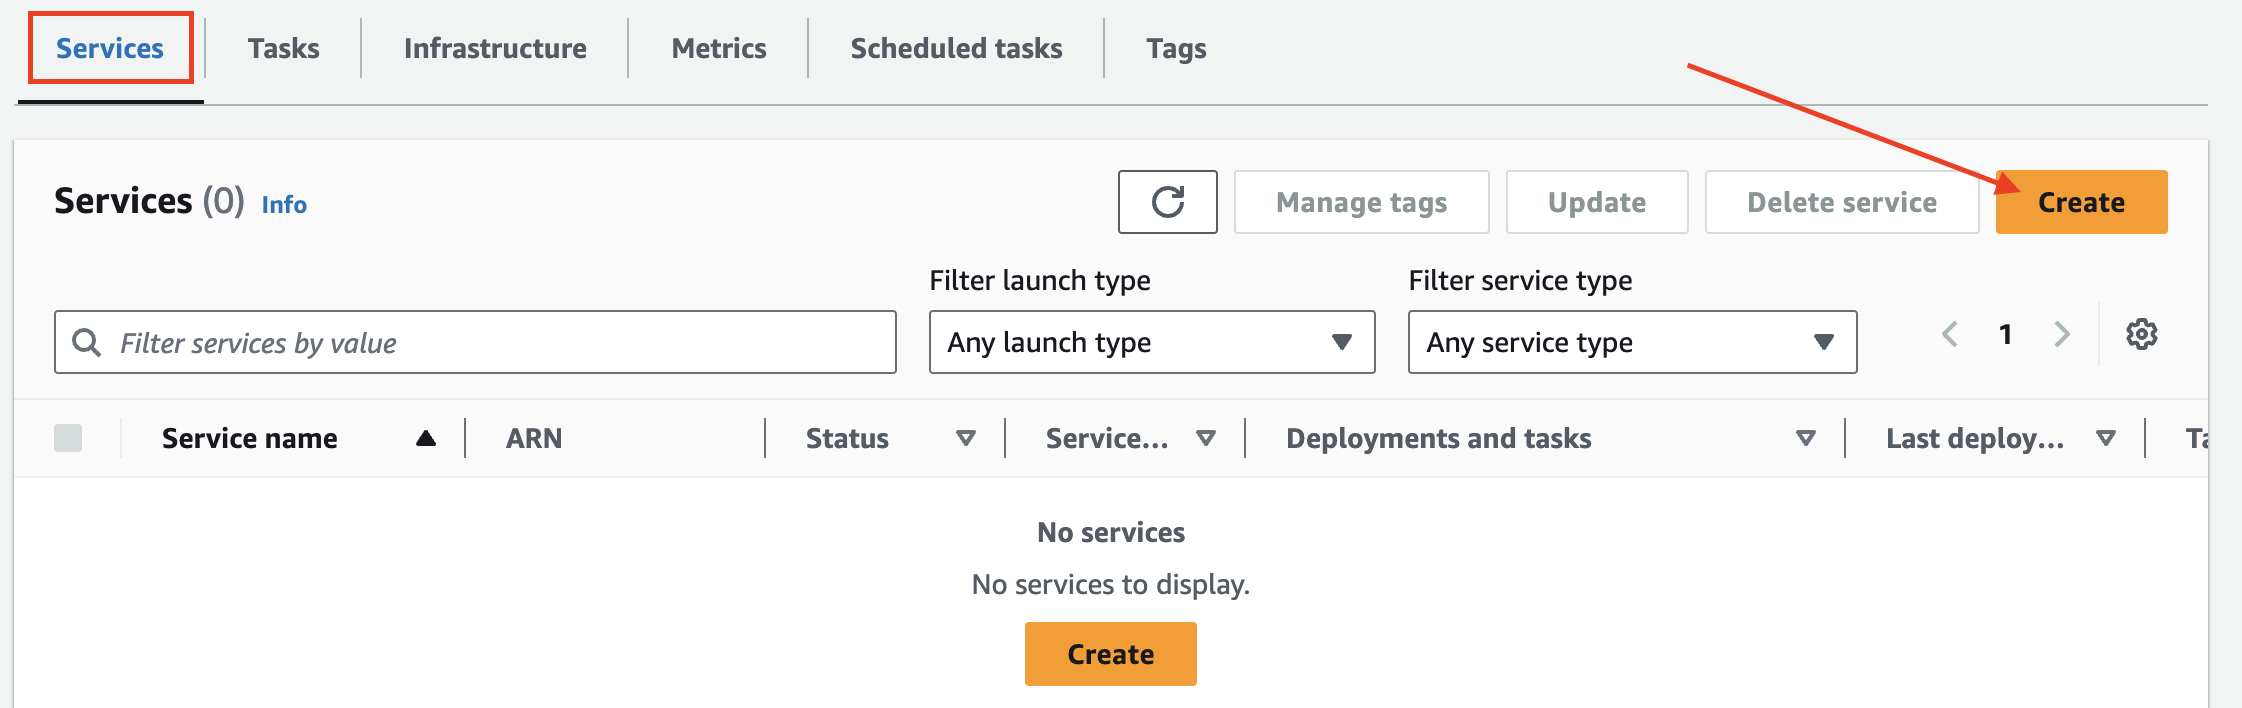 Services Tasks Infrastructure Metrics Scheduled tasks Tags
Services (0) Info Manage tags Update Delete service Create
Filter launch type Filter service type
Filter services by value Any launch type Any service type 1
Service name ARN Status Service... Deployments and tasks Last deploy...
No services
No services to display.
Create